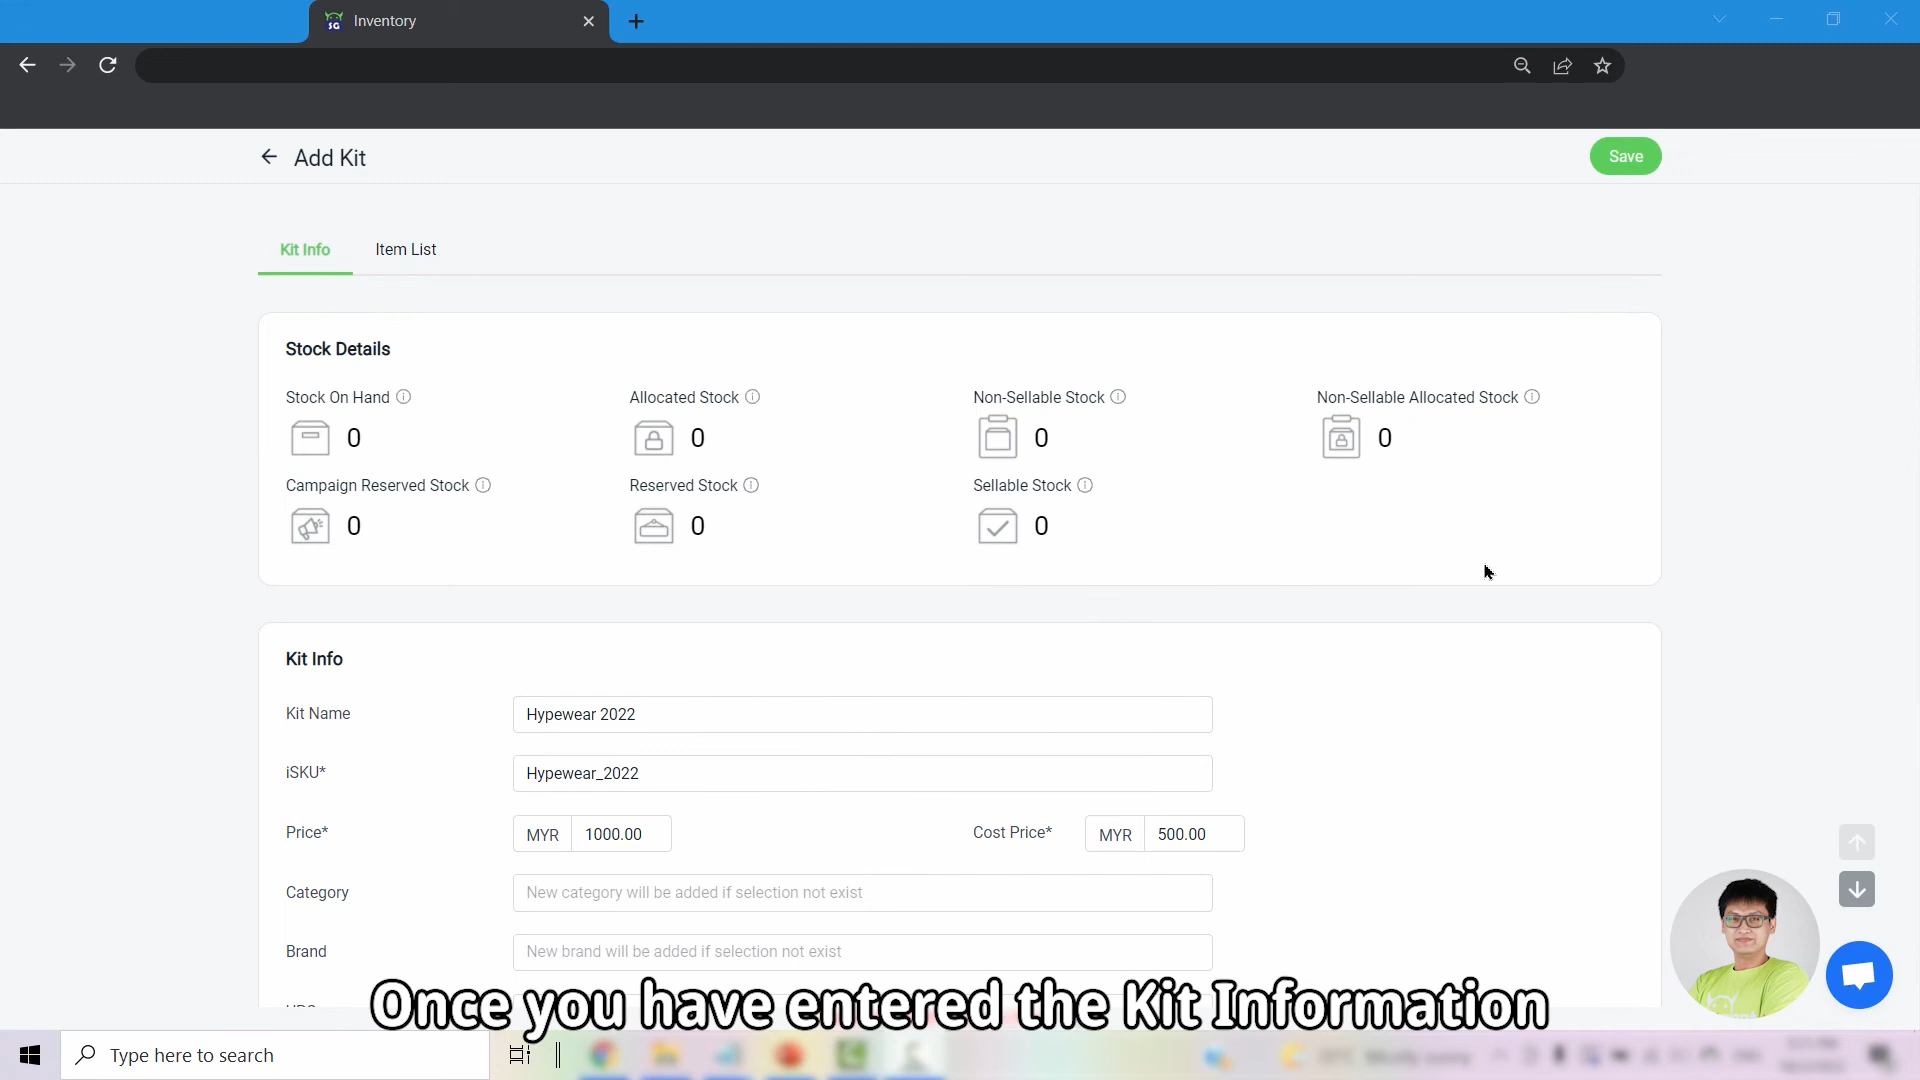 SG Inventory
Add Kit
Save
Kit Info Item List
Stock Details
Stock On Hand Allocated Stock Non-Sellable Stock Non-Sellable Allocated Stock
0 0 0 0
Campaign Reserved Stock Reserved Stock Sellable Stock
0 0 0
Kit Info
Kit Name Hypewear 2022
iSKU* Hypewear_2022
Price* MYR 1000.00 Cost Price* MYR 500.00
Category New category will be added if selection not exist
Brand New brand will be added if selection not exist
Once you have entered the Kit Information
Type here to search